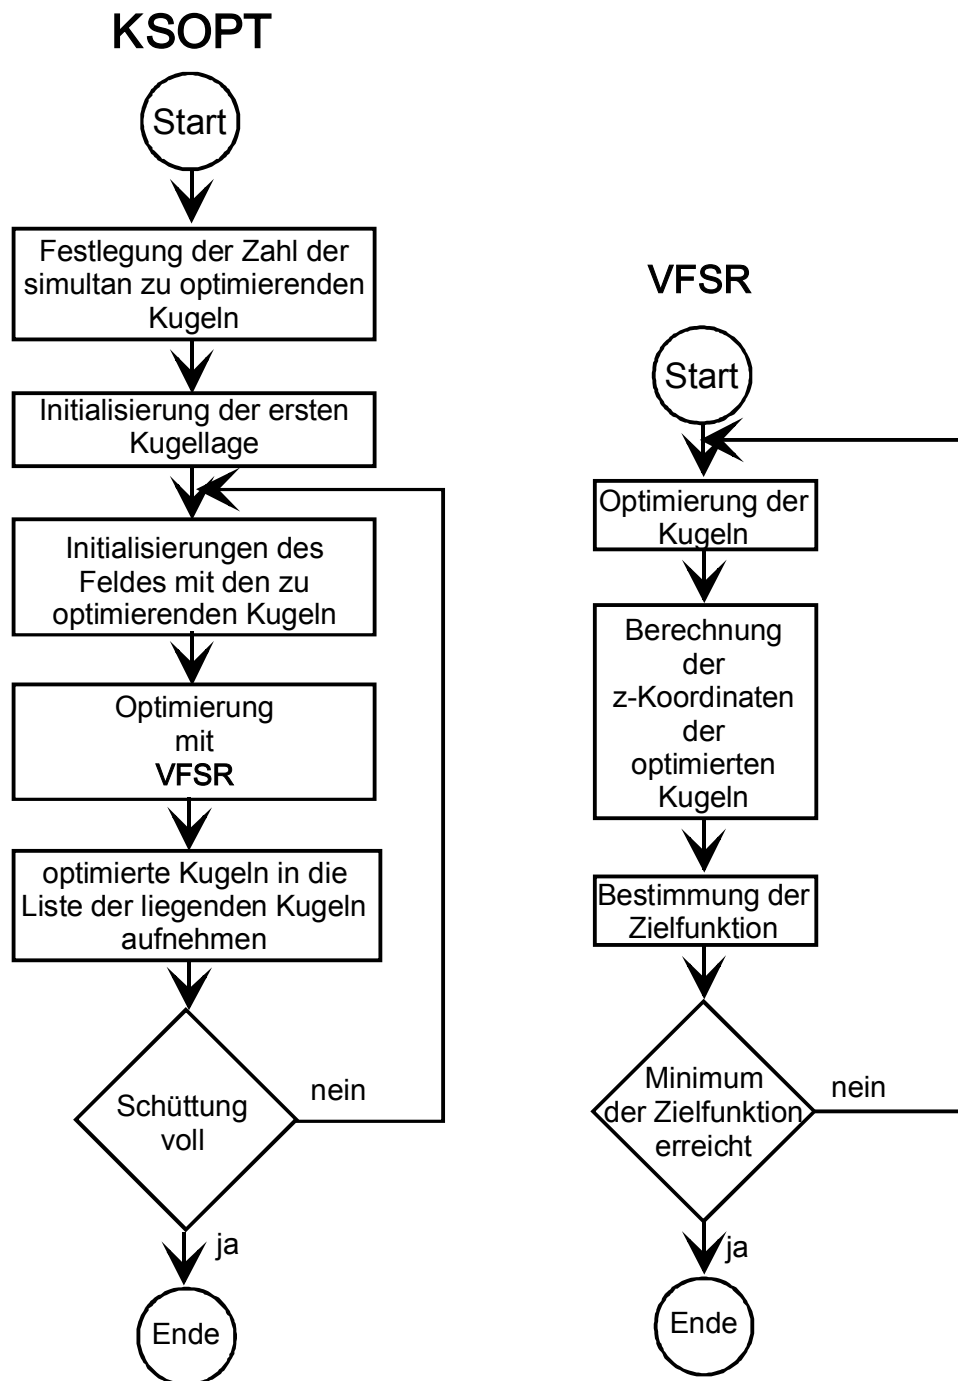 KSOPT
Start
Festlegung der Zahl der
simultan zu optimierenden
Kugeln
Initialisierung der ersten
Kugellage
Initialisierungen des
Feldes mit den zu
optimierenden Kugeln
Optimierung
mit
VFSR
optimierte Kugeln in die
Liste der liegenden Kugeln
aufnehmen
Schüttung
voll
nein
ja
Ende
VFSR
Start
Optimierung der
Kugeln
Berechnung
der
z-Koordinaten
der
optimierten
Kugeln
Bestimmung der
Zielfunktion
Minimum
der Zielfunktion
erreicht
nein
ja
Ende